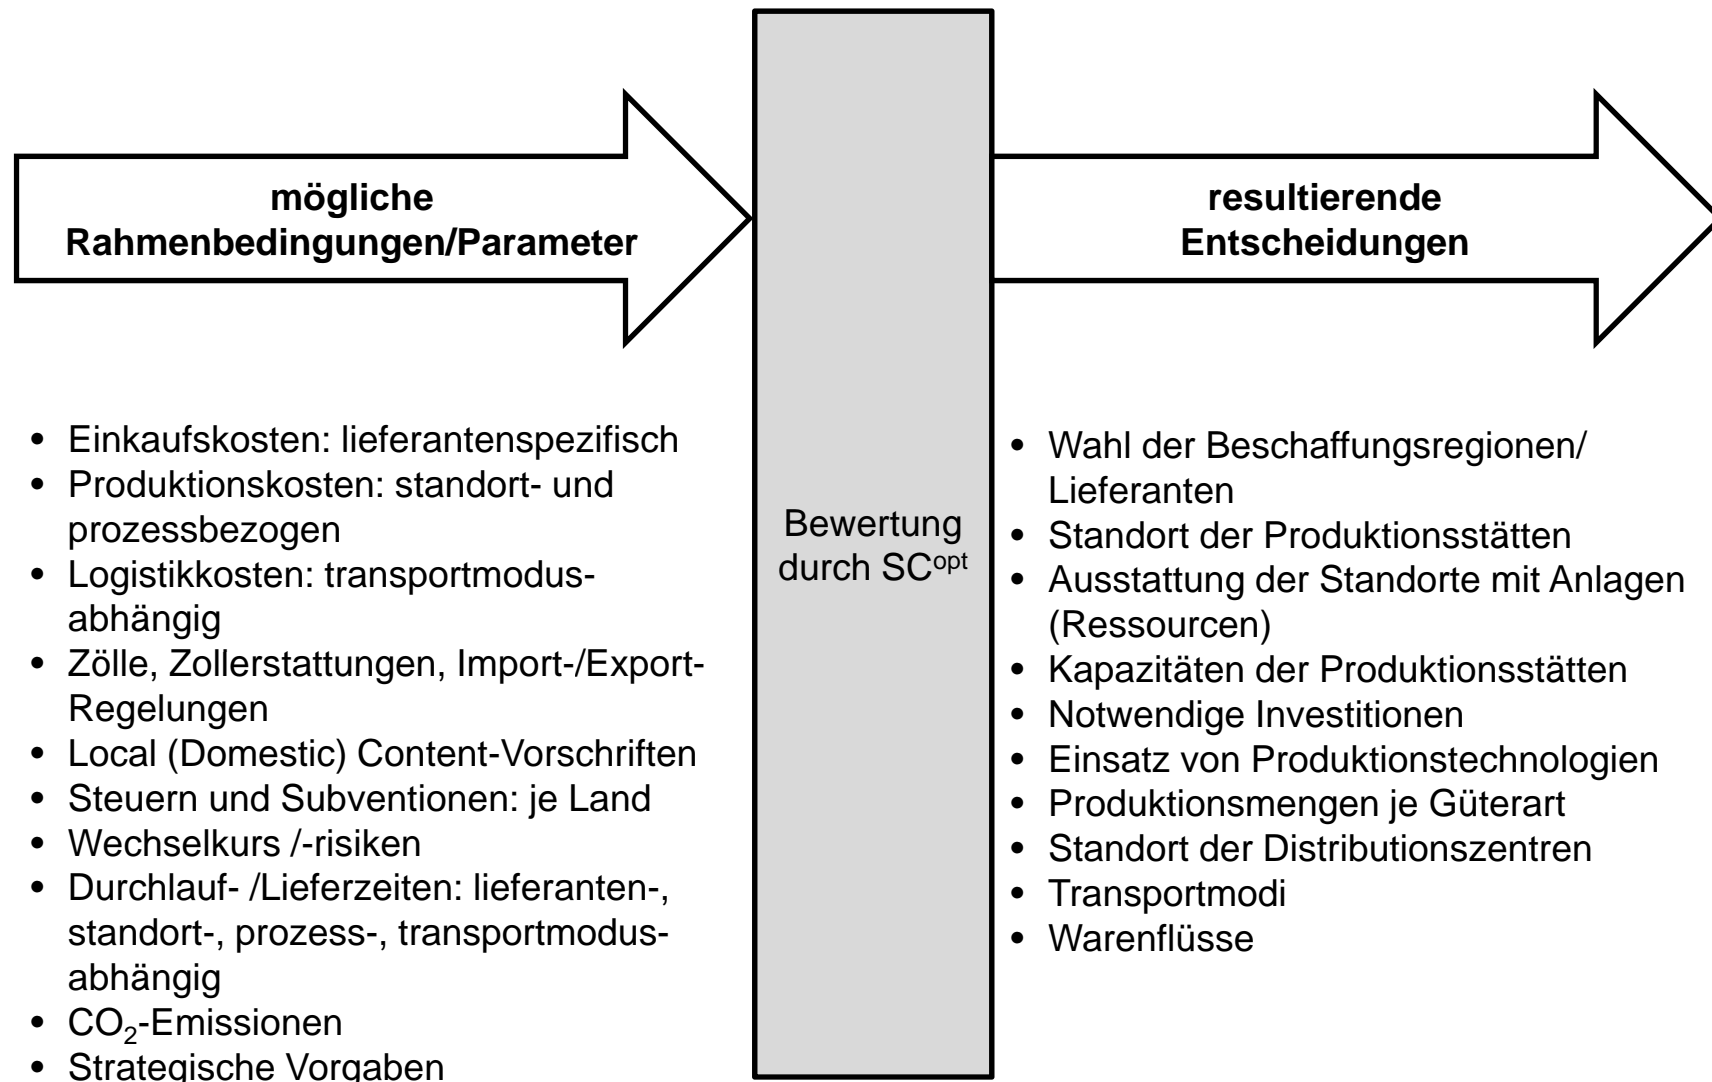 mögliche
Rahmenbedingungen/Parameter
• Einkaufskosten: lieferantenspezifisch
• Produktionskosten: standort- und
prozessbezogen
• Logistikkosten: transportmodus-
abhängig
• Zölle, Zollerstattungen, Import-/Export-
Regelungen
• Local (Domestic) Content-Vorschriften
• Steuern und Subventionen: je Land
• Wechselkurs /-risiken
• Durchlauf- /Lieferzeiten: lieferanten-,
standort-, prozess-, transportmodus-
abhängig
• CO₂-Emissionen
• Strategische Vorgaben
Bewertung
durch SCᵒᵖᵗ
resultierende
Entscheidungen
• Wahl der Beschaffungsregionen/
Lieferanten
• Standort der Produktionsstätten
• Ausstattung der Standorte mit Anlagen
(Ressourcen)
• Kapazitäten der Produktionsstätten
• Notwendige Investitionen
• Einsatz von Produktionstechnologien
• Produktionsmengen je Güterart
• Standort der Distributionszentren
• Transportmodi
• Warenflüsse